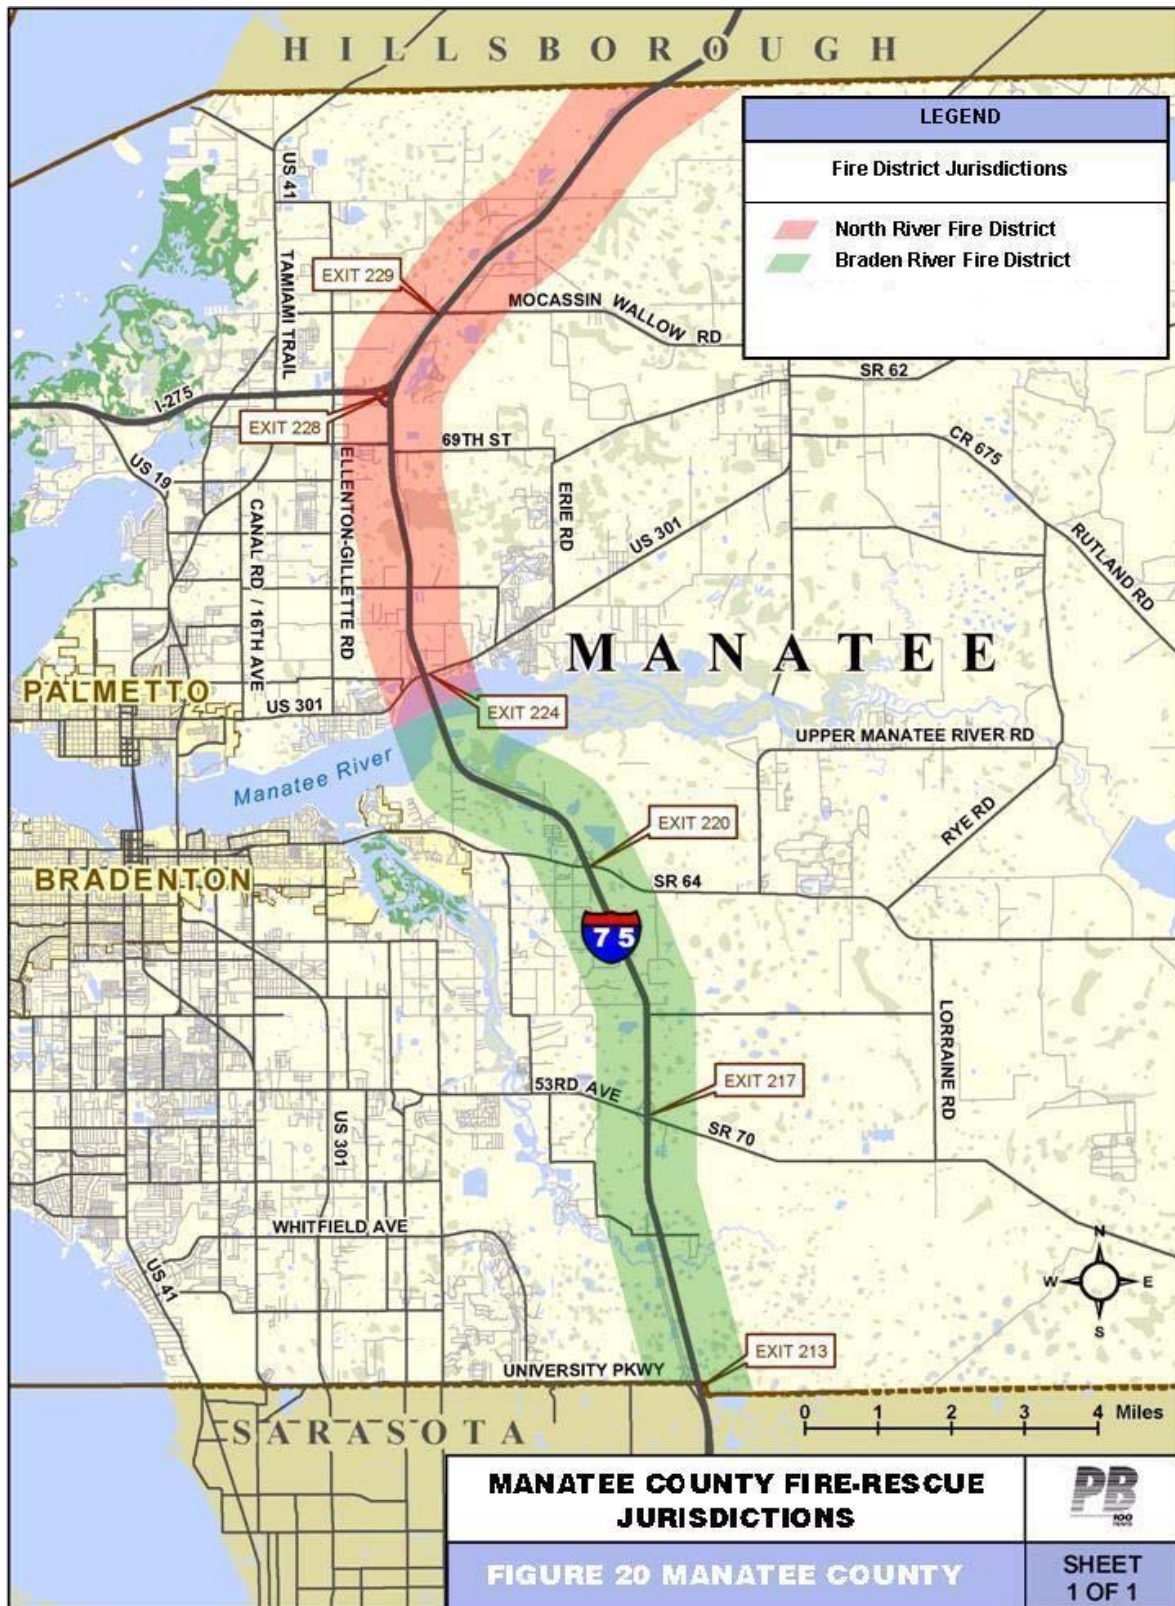 HILLSBOROUGH
LEGEND
Fire District Jurisdictions
North River Fire District
Braden River Fire District
US 41
TAMIAMI TRAIL
EXIT 229
MOCASSIN WALLOW RD
SR 62
I-275
EXIT 228
69TH ST
CR 675
US 19
ELLENTON-GILLETTE RD
CANAL RD / 16TH AVE
ERIE RD
US 301
RUTLAND RD
MANATEE
PALMETTO
US 301
EXIT 224
UPPER MANATEE RIVER RD
Manatee River
EXIT 220
RYE RD
BRADENTON
SR 64
75
LORRAINE RD
53RD AVE
EXIT 217
US 301
SR 70
WHITFIELD AVE
US 41
N
W E
S
EXIT 213
UNIVERSITY PKWY
0 1 2 3 4 Miles
SARASOTA
MANATEE COUNTY FIRE-RESCUE
JURISDICTIONS
PB
100
FIGURE 20 MANATEE COUNTY
SHEET
1 OF 1